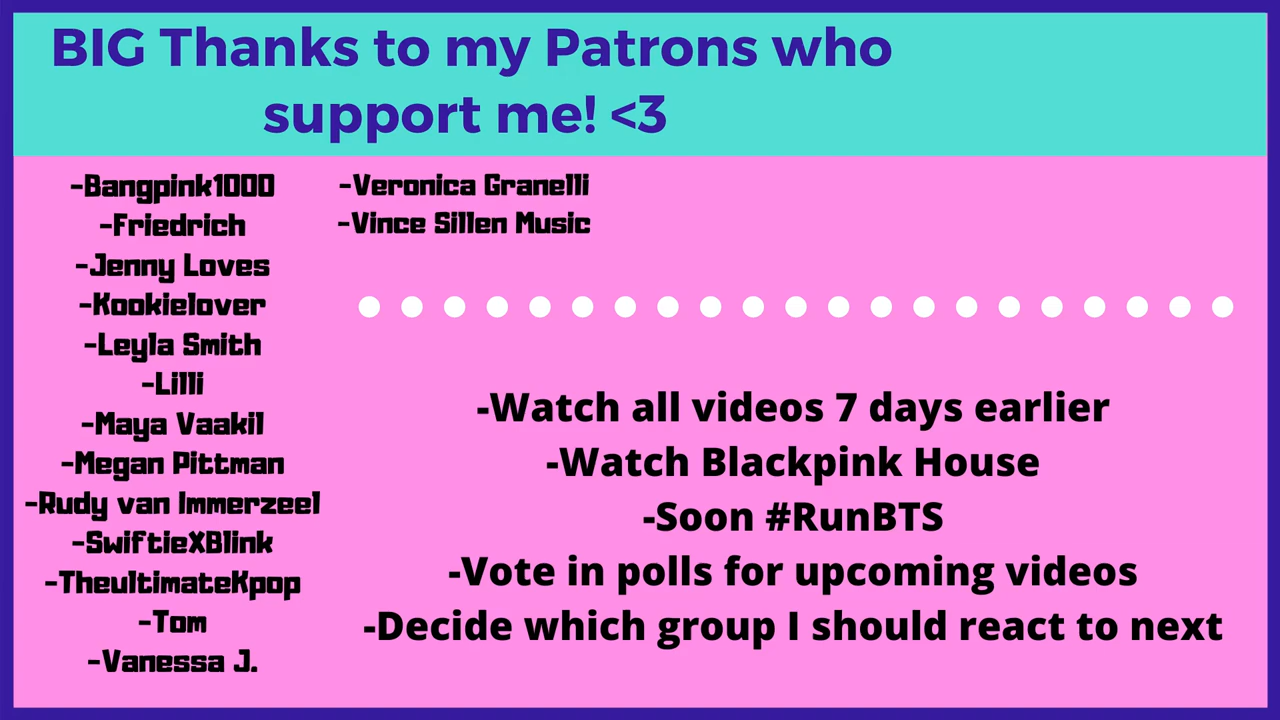 BIG Thanks to my Patrons who
support me! <3
-Bangpink1000
-Friedrich
-Jenny Loves
-Kookielover
-Leyla Smith
-Lilli
-Maya Vaakil
-Megan Pittman
-Rudy van Immerzeel
-SwiftieXBlink
-TheultimateKpop
-Tom
-Vanessa J.
-Veronica Granelli
-Vince Sillen Music
-Watch all videos 7 days earlier
-Watch Blackpink House
-Soon #RunBTS
-Vote in polls for upcoming videos
-Decide which group I should react to next